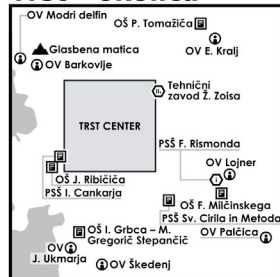 OV Modri delfin
OŠ P. Tomažiča
OV E. Kralj
Glasbena matica
OV Barkovlje
Tehnični
zavod Ž. Zoisa
TRST CENTER
PSŠ F. Rismonda
OV Lojner
OŠ J. Ribičiča
PSŠ I. Cankarja
OŠ F. Milčinskega
PSŠ Sv. Cirila in Metoda
OŠ I. Grbca – M.
Gregorič Stepančič
OV Palčica
OV
J. Ukmarja
OV Škedenj